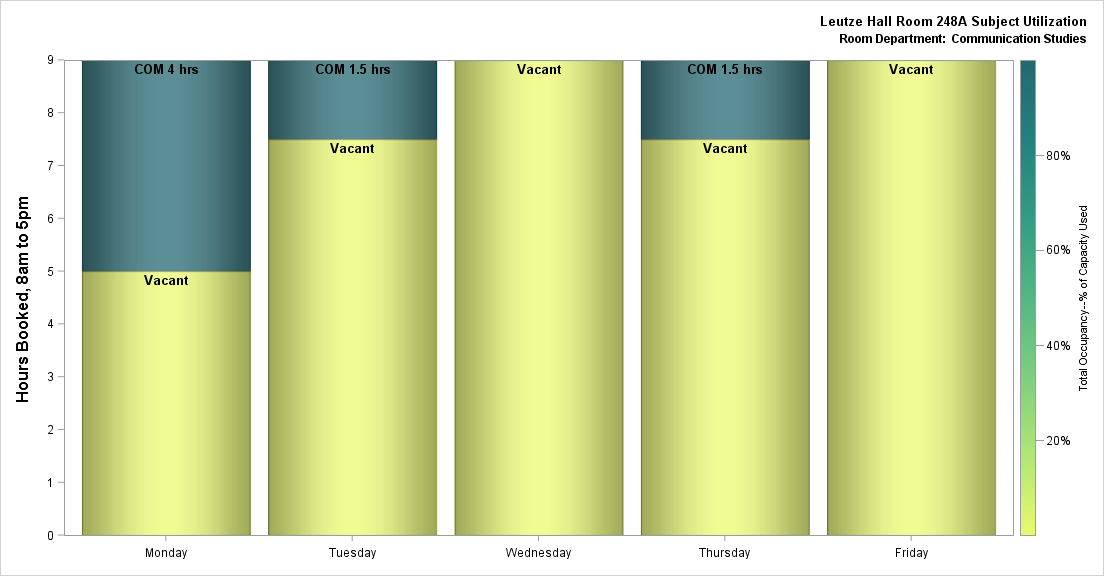 Leutze Hall Room 248A Subject Utilization
Room Department: Communication Studies
Hours Booked, 8am to 5pm
9
8
7
6
5
4
3
2
1
0
COM 4 hrs
Vacant
COM 1.5 hrs
Vacant
Vacant
COM 1.5 hrs
Vacant
Vacant
Monday
Tuesday
Wednesday
Thursday
Friday
80%
60%
40%
20%
Total Occupancy--% of Capacity Used